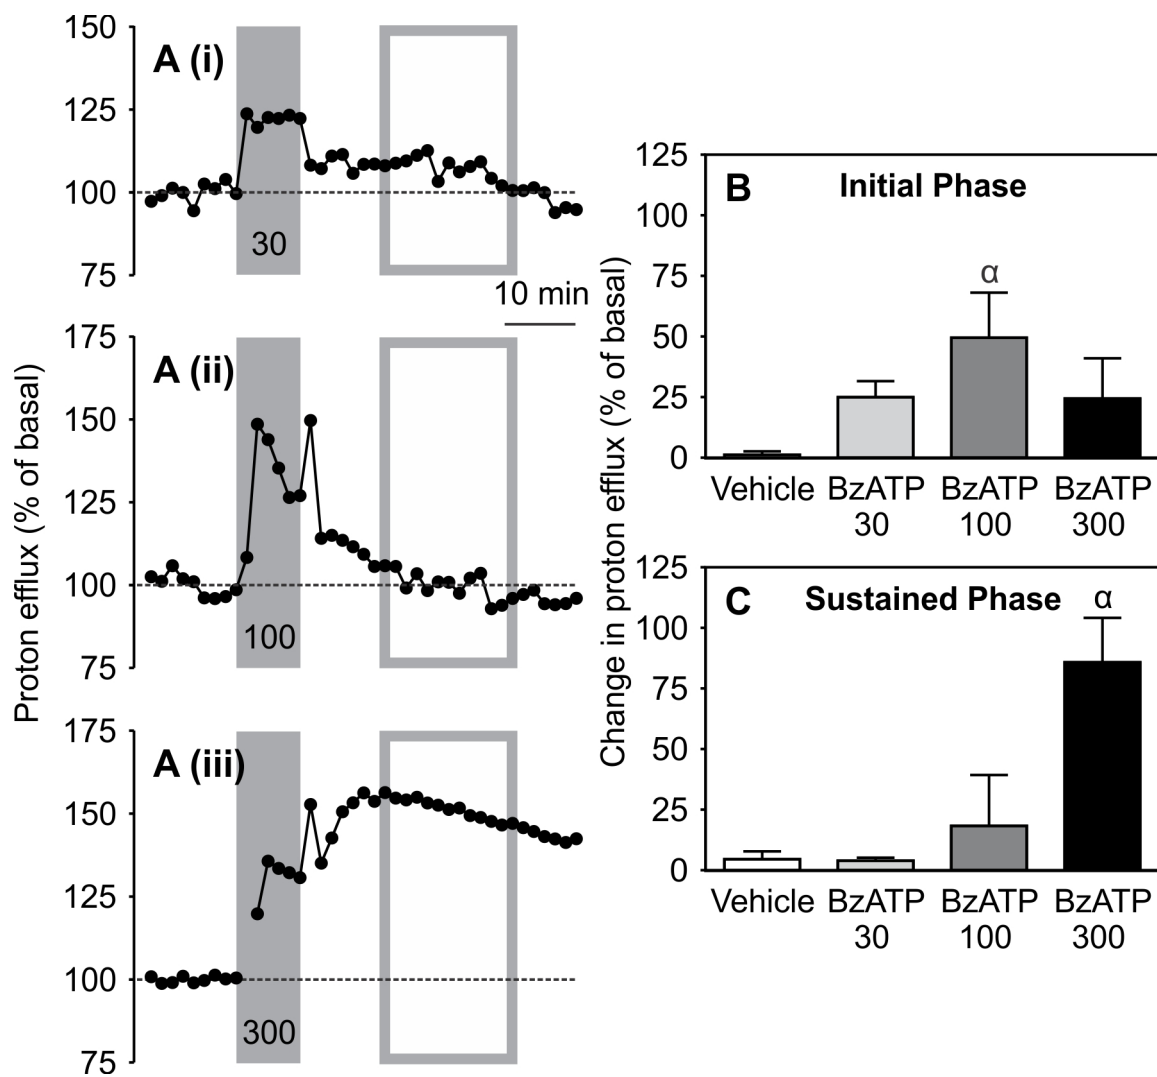 Proton efflux (% of basal)
A (i)
150
125
100
75
30
10 min
A (ii)
175
150
125
100
75
100
A (iii)
175
150
125
100
75
300
Change in proton efflux (% of basal)
B
Initial Phase
125
100
75
50
25
0
α
Vehicle BzATP BzATP BzATP
30 100 300
C
Sustained Phase
125
100
75
50
25
0
α
Vehicle BzATP BzATP BzATP
30 100 300